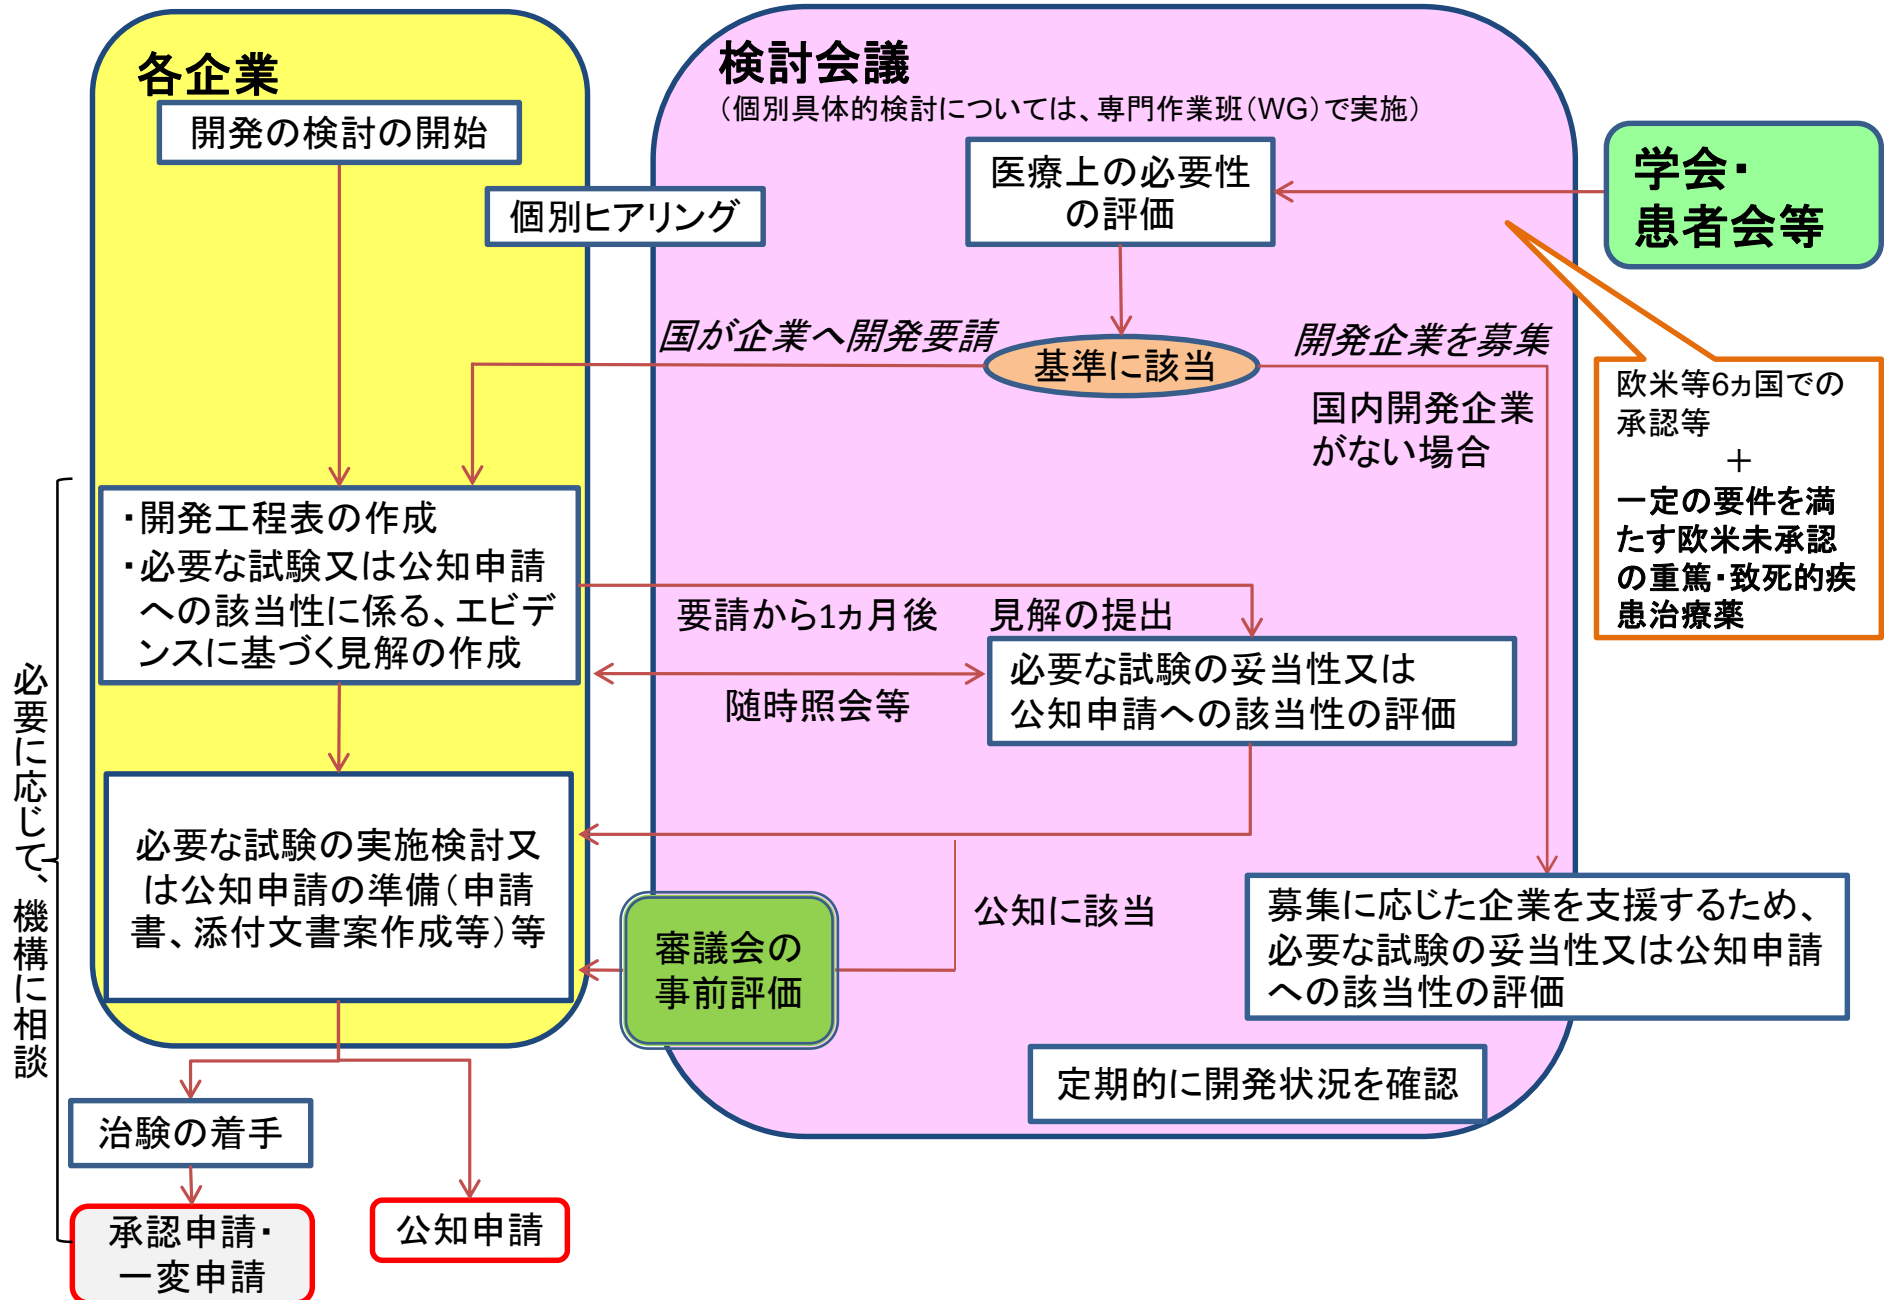 各企業
開発の検討の開始
個別ヒアリング
検討会議
（個別具体的検討については、専門作業班（WG）で実施）
医療上の必要性
の評価
学会・
患者会等
国が企業へ開発要請
基準に該当
開発企業を募集
国内開発企業
がない場合
欧米等6ヵ国での
承認等
＋
一定の要件を満
たす欧米未承認
の重篤・致死的疾
患治療薬
・開発工程表の作成
・必要な試験又は公知申請
への該当性に係る、エビデ
ンスに基づく見解の作成
要請から1ヵ月後
見解の提出
随時照会等
必要な試験の妥当性又は
公知申請への該当性の評価
必要に応じて、機構に相談
必要な試験の実施検討又
は公知申請の準備（申請
書、添付文書案作成等）等
審議会の
事前評価
公知に該当
募集に応じた企業を支援するため、
必要な試験の妥当性又は公知申請
への該当性の評価
定期的に開発状況を確認
治験の着手
承認申請・
一変申請
公知申請